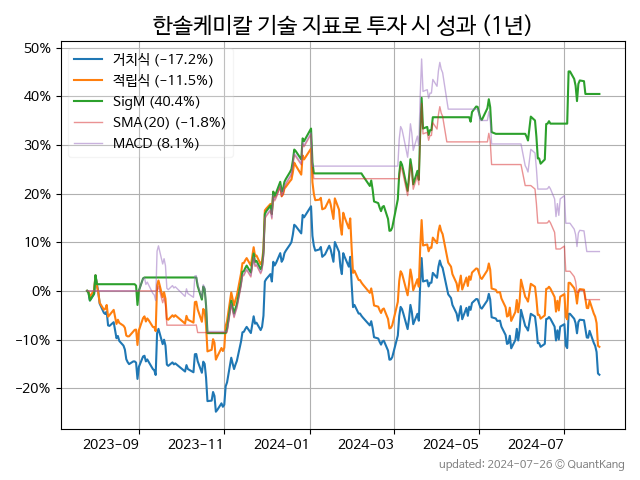 한솔케미칼 기술 지표로 투자 시 성과 (1년)
50%
40%
30%
20%
10%
0%
−10%
−20%
거치식 (−17.2%)
적립식 (−11.5%)
SigM (40.4%)
SMA(20) (−1.8%)
MACD (8.1%)
2023−09 2023−11 2024−01 2024−03 2024−05 2024−07
updated: 2024−07−26 © QuantKang